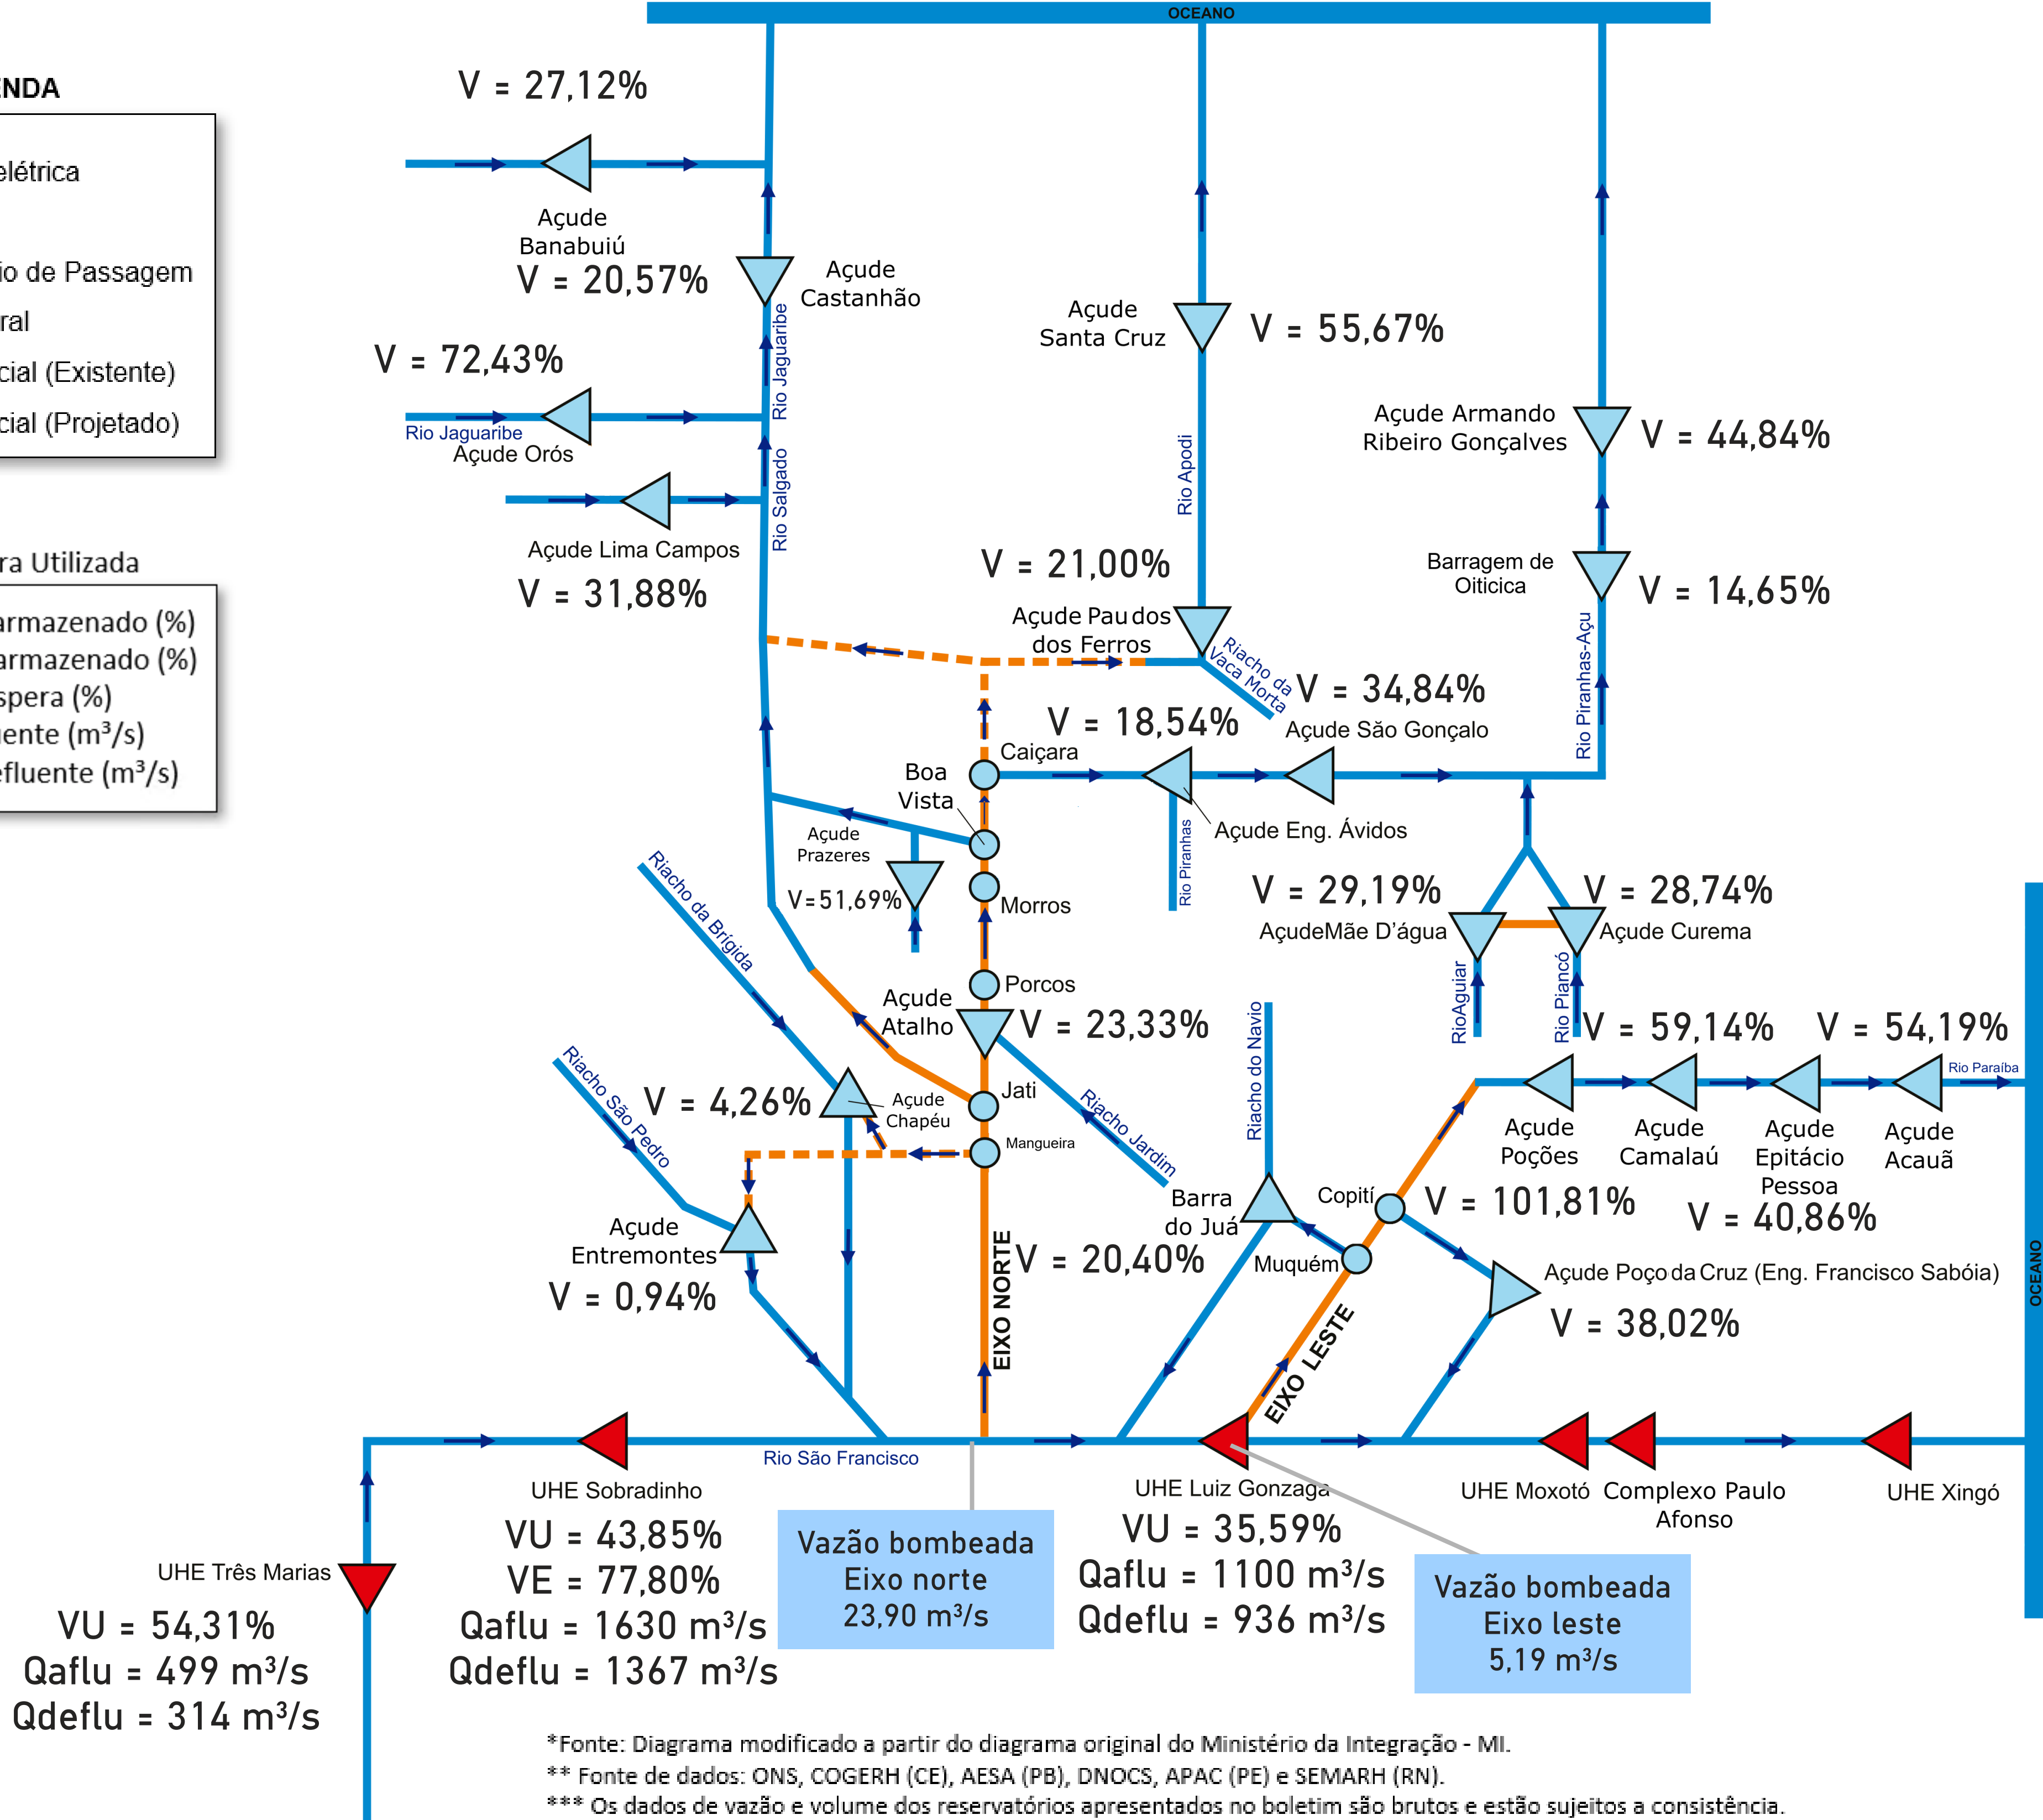 OCEANO
V = 27,12%
Açude
Banabuiú
V = 20,57%
Açude
Castanhão
V = 72,43%
Rio Jaguaribe
Açude Orós
Rio Jaguaribe
Rio Salgado
Açude Lima Campos
V = 31,88%
Açude
Santa Cruz
V = 55,67%
Rio Apodi
Açude Armando
Ribeiro Gonçalves
V = 44,84%
Barragem de
Oiticica
V = 14,65%
Rio Piranhas-Açu
V = 21,00%
Açude Pau dos
dos Ferros
Riacho da
Vaca Morta
V = 34,84%
Açude São Gonçalo
V = 18,54%
Caiçara
Boa
Vista
Açude Eng. Ávidos
Rio Piranhas
Açude
Prazeres
V=51,69%
Morros
V = 29,19%
AçudeMãe D'água
V = 28,74%
Açude Curema
RioAguiar
Rio Piancó
Riacho da Brígida
Porcos
Açude
Atalho
V = 23,33%
Riacho São Pedro
V = 4,26%
Açude
Chapéu
Jati
Mangueira
Riacho Jardim
Riacho do Navio
V = 59,14%
V = 54,19%
Rio Paraíba
Açude
Poções
Açude
Camalaú
Açude
Epitácio
Pessoa
Açude
Acauã
V = 101,81%
V = 40,86%
Açude
Entremontes
V = 0,94%
EIXO NORTE
V = 20,40%
Barra
do Juá
Copití
Muquém
EIXO LESTE
Açude Poço da Cruz (Eng. Francisco Sabóia)
V = 38,02%
OCEANO
Rio São Francisco
UHE Sobradinho
VU = 43,85%
VE = 77,80%
Qaflu = 1630 m³/s
Qdeflu = 1367 m³/s
Vazão bombeada
Eixo norte
23,90 m³/s
UHE Luiz Gonzaga
VU = 35,59%
Qaflu = 1100 m³/s
Qdeflu = 936 m³/s
Vazão bombeada
Eixo leste
5,19 m³/s
UHE Moxotó
Complexo Paulo
Afonso
UHE Xingó
UHE Três Marias
VU = 54,31%
Qaflu = 499 m³/s
Qdeflu = 314 m³/s
ENDA
elétrica
io de Passagem
ral
cial (Existente)
cial (Projetado)
ra Utilizada
armazenado (%)
armazenado (%)
spera (%)
uente (m³/s)
efluente (m³/s)
*Fonte: Diagrama modificado a partir do diagrama original do Ministério da Integração - MI.
** Fonte de dados: ONS, COGERH (CE), AESA (PB), DNOCS, APAC (PE) e SEMARH (RN).
*** Os dados de vazão e volume dos reservatórios apresentados no boletim são brutos e estão sujeitos a consistência.